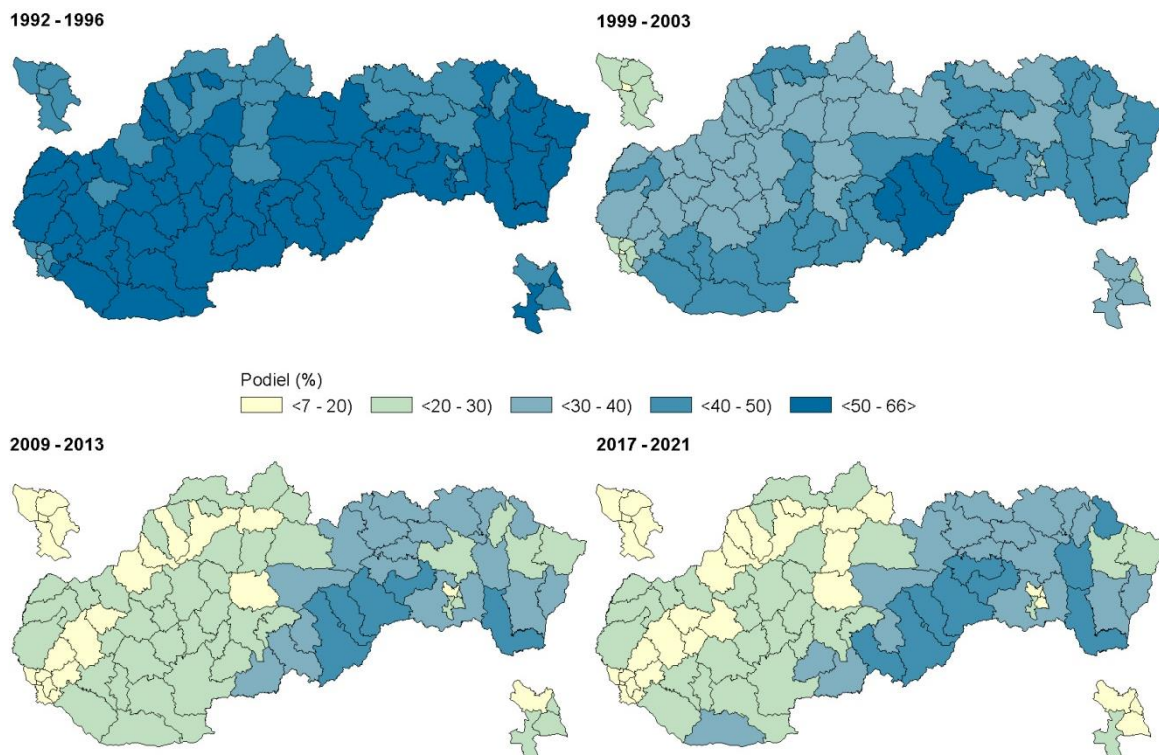 1992 - 1996
1999 - 2003
Podiel (%)
<7 - 20)
<20 - 30)
<30 - 40)
<40 - 50)
<50 - 66>
2009 - 2013
2017 - 2021